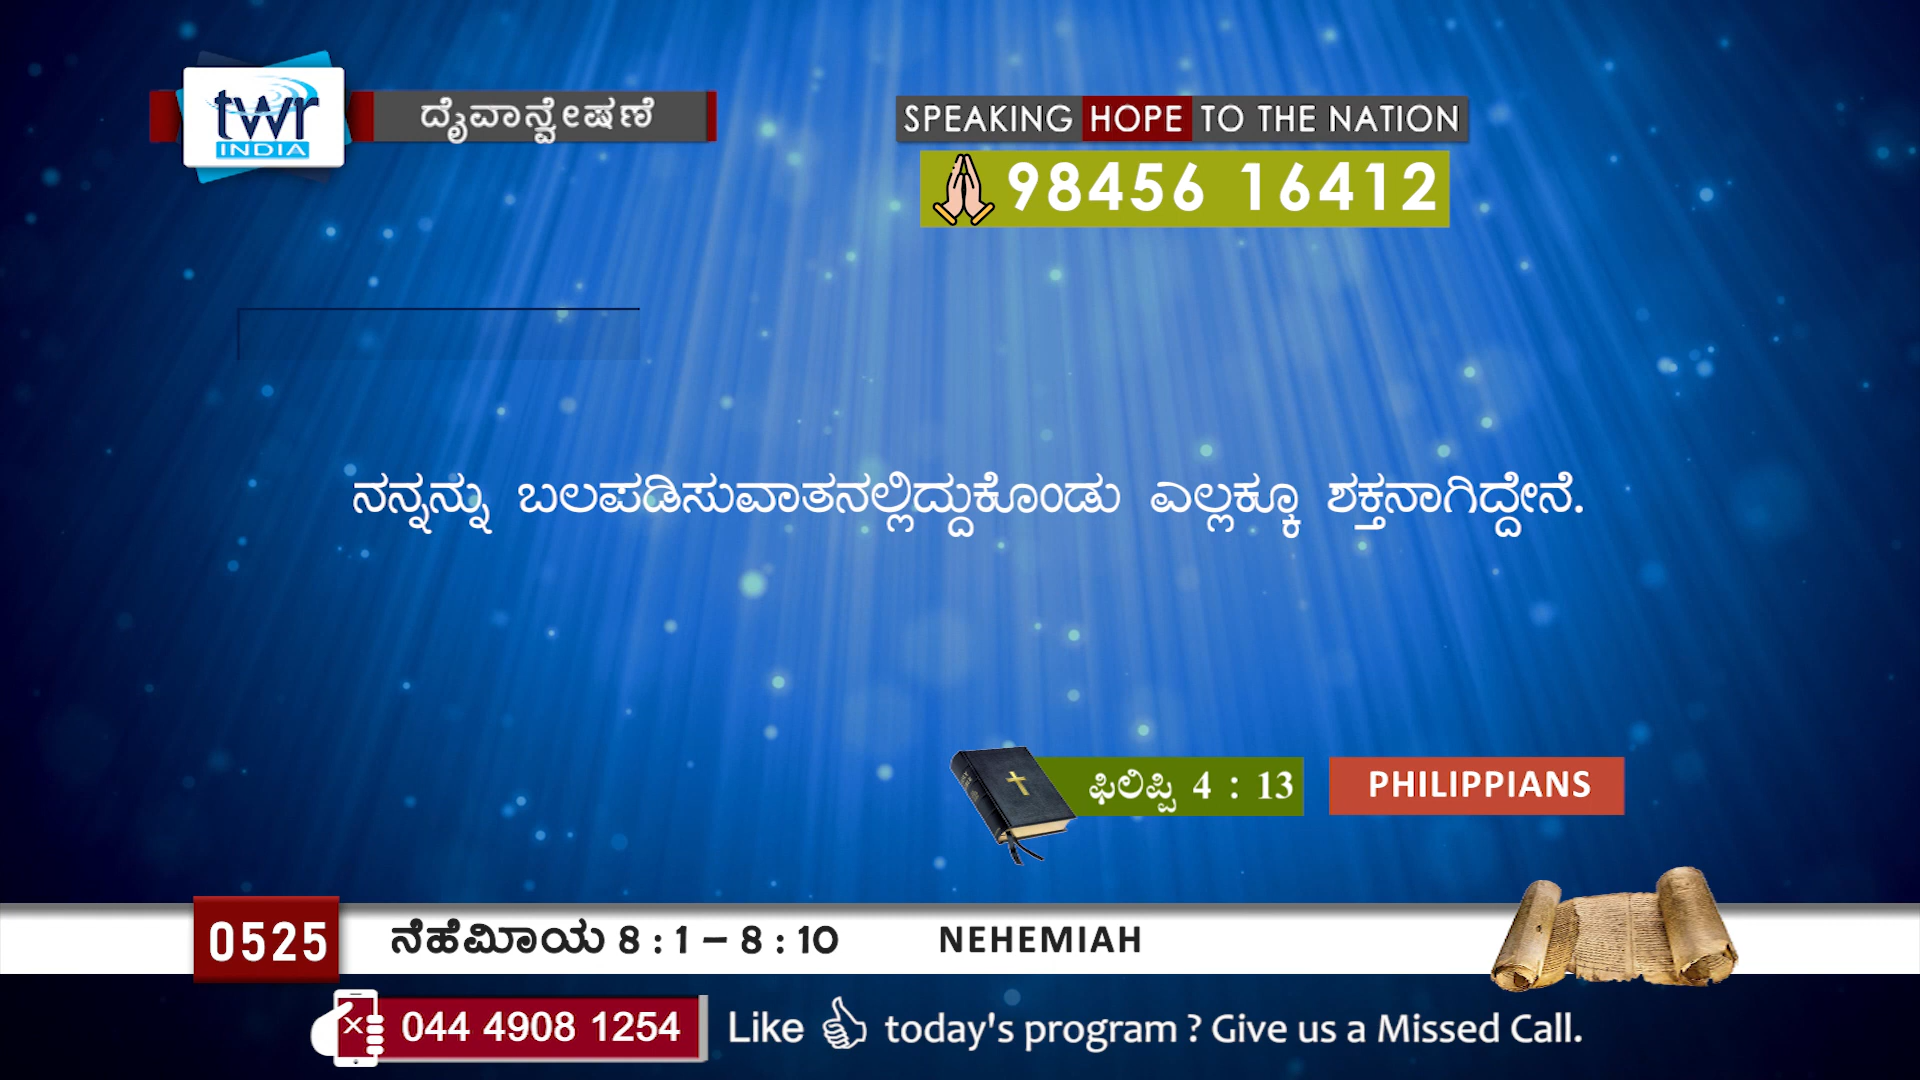 twr
INDIA
ದೈವಾನ್ವೇಷಣೆ
SPEAKING HOPE TO THE NATION
98456 16412
ನನ್ನನ್ನು ಬಲಪಡಿಸುವಾತನಲ್ಲಿದ್ದುಕೊಂಡು ಎಲ್ಲಕ್ಕೂ ಶಕ್ತನಾಗಿದ್ದೇನೆ.
ಫಿಲಿಪ್ಪಿ 4 : 13 PHILIPPIANS
0525 ನೆಹೆಮಿಾಯ 8 : 1 – 8 : 10 NEHEMIAH
044 4908 1254 Like today's program ? Give us a Missed Call.